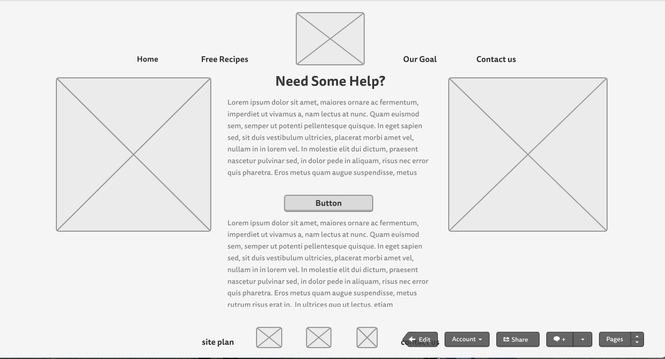 Home Free Recipes Our Goal Contact us
Need Some Help?
Lorem ipsum dolor sit amet, maiores ornare ac fermentum,
imperdiet ut vivamus a, nam lectus at nunc. Quam euismod
sem, semper ut potenti pellentesque quisque. In eget sapien
sed, sit duis vestibulum ultricies, placerat morbi amet vel,
nullam in in lorem vel. In molestie elit dui dictum, praesent
nascetur pulvinar sed, in dolor pede in aliquam, risus nec error
quis pharetra. Eros metus quam augue suspendisse, metus
Button
Lorem ipsum dolor sit amet, maiores ornare ac fermentum,
imperdiet ut vivamus a, nam lectus at nunc. Quam euismod
sem, semper ut potenti pellentesque quisque. In eget sapien
sed, sit duis vestibulum ultricies, placerat morbi amet vel,
nullam in in lorem vel. In molestie elit dui dictum, praesent
nascetur pulvinar sed, in dolor pede in aliquam, risus nec error
quis pharetra. Eros metus quam augue suspendisse, metus
rutrum risus erat in. In ultrices quo ut lectus, etiam
site plan
Edit Account Share + Pages